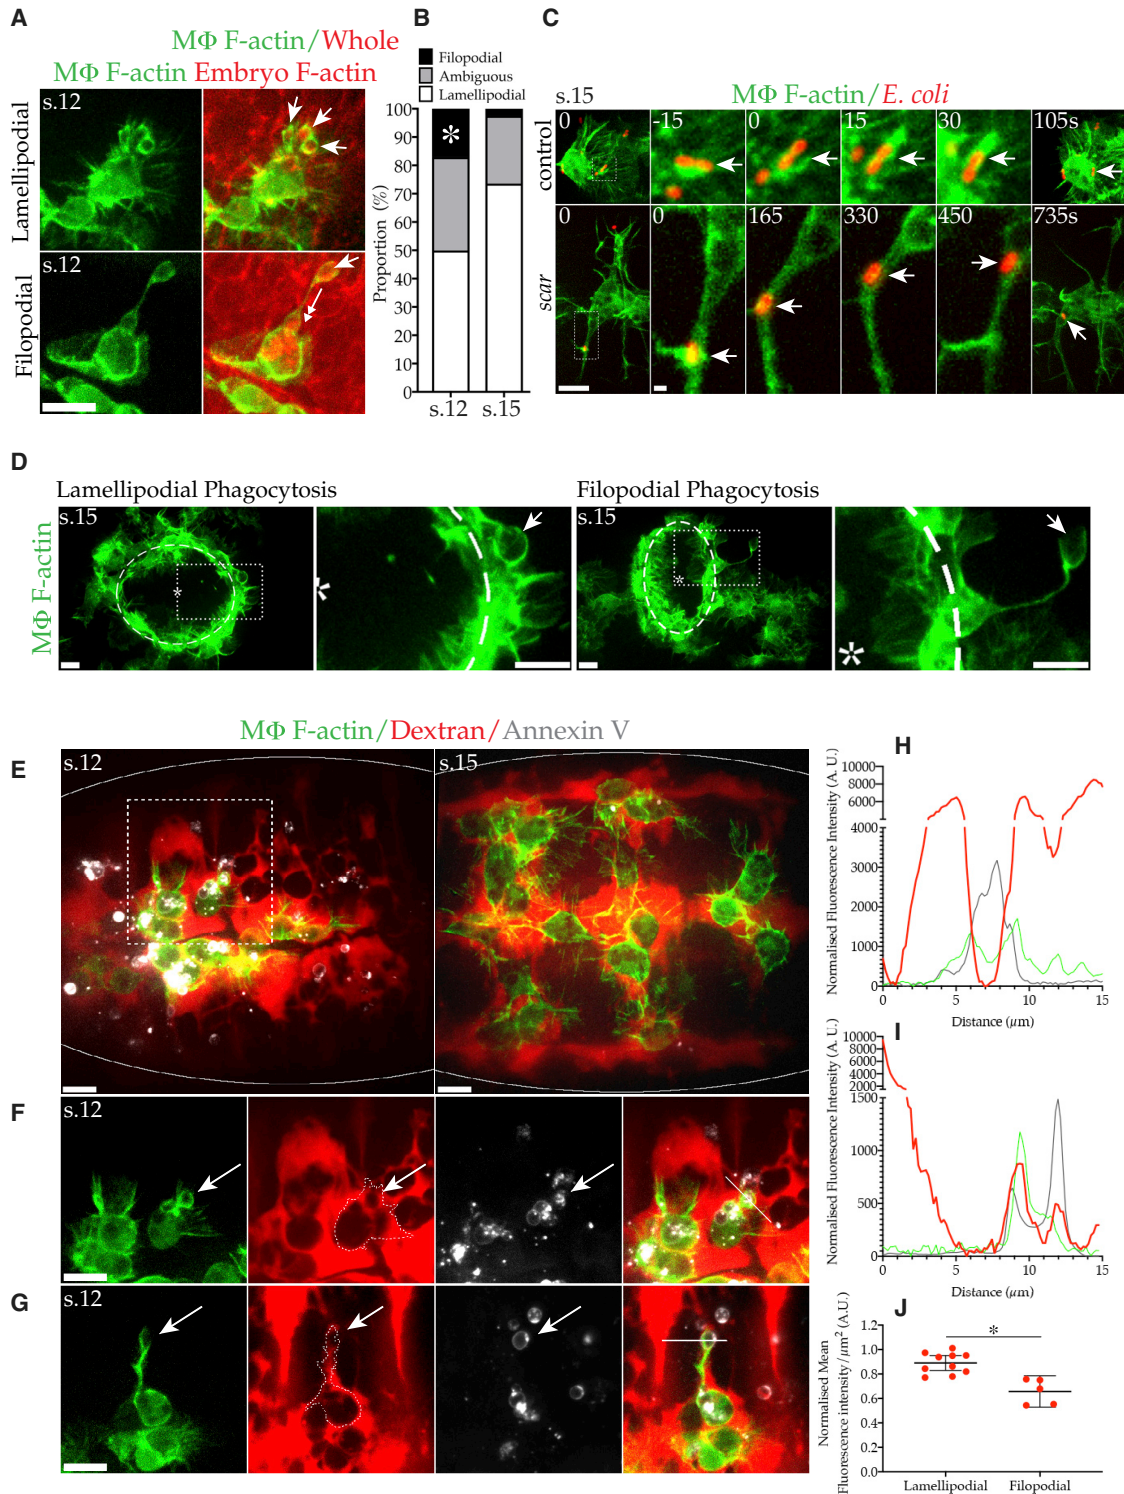 A
MΦ F-actin/Whole
MΦ F-actin Embryo F-actin
Lamellipodial
s.12
Filopodial
s.12
B
Filopodial
Ambiguous
Lamellipodial
Proportion (%)
100
90
80
70
60
50
40
30
20
10
0
*
s.12 s.15
C
MΦ F-actin/E. coli
s.15
control
0 -15 0 15 30 105s
scar
0 0 165 330 450 735s
D
Lamellipodial Phagocytosis
Filopodial Phagocytosis
MΦ F-actin
s.15
*
*
s.15
*
*
MΦ F-actin/Dextran/Annexin V
E
s.12
s.15
F
s.12
G
s.12
H
Normalised Fluorescence Intensity (A. U.)
10000
8000
6000
4000
3000
2000
1000
0
0 5 10 15
Distance (µm)
I
Normalised Fluorescence Intensity (A. U.)
10000
8000
6000
4000
2000
1500
1000
500
0
0 5 10 15
Distance (µm)
J
Normalised Mean
Fluorescence intensity/µm² (A.U.)
1.2
1.0
0.8
0.6
0.4
0.2
0.0
*
Lamellipodial Filopodial